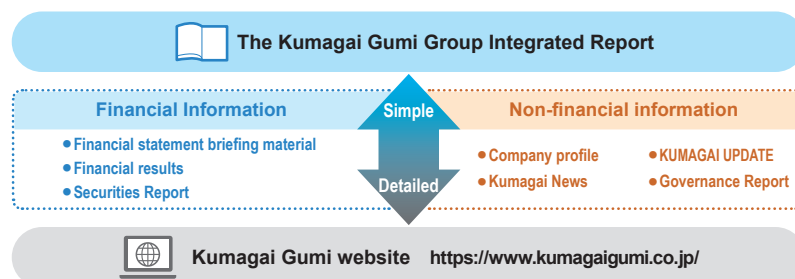 The Kumagai Gumi Group Integrated Report
Financial Information
Simple
Non-financial information
Financial statement briefing material
Financial results
Securities Report
Company profile
KUMAGAI UPDATE
Kumagai News
Governance Report
Detailed
Kumagai Gumi website https://www.kumagaigumi.co.jp/